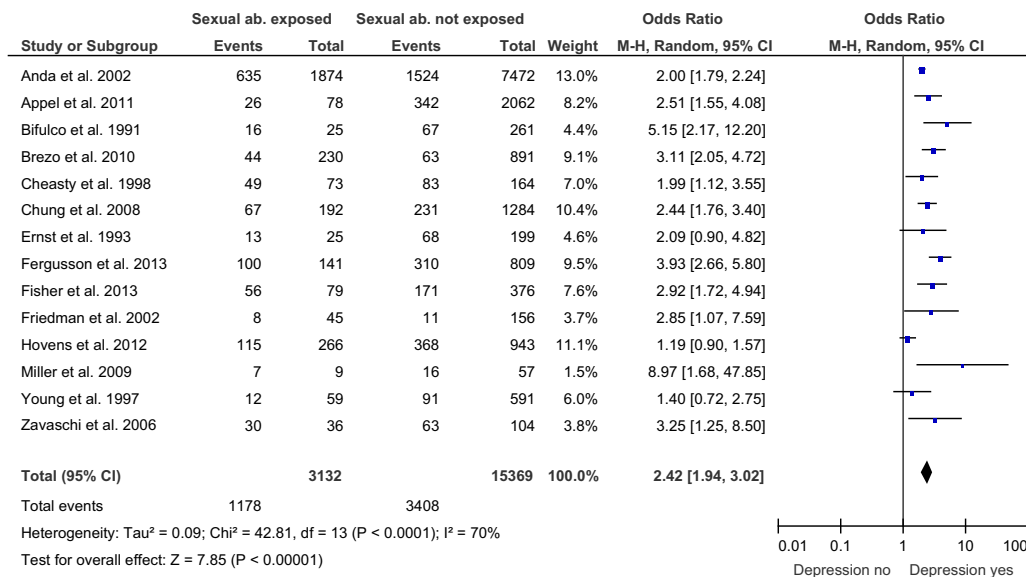 Sexual ab. exposed Sexual ab. not exposed Odds Ratio Odds Ratio
Study or Subgroup Events Total Events Total Weight M-H, Random, 95% CI M-H, Random, 95% CI
Anda et al. 2002 635 1874 1524 7472 13.0% 2.00 [1.79, 2.24]
Appel et al. 2011 26 78 342 2062 8.2% 2.51 [1.55, 4.08]
Bifulco et al. 1991 16 25 67 261 4.4% 5.15 [2.17, 12.20]
Brezo et al. 2010 44 230 63 891 9.1% 3.11 [2.05, 4.72]
Cheasty et al. 1998 49 73 83 164 7.0% 1.99 [1.12, 3.55]
Chung et al. 2008 67 192 231 1284 10.4% 2.44 [1.76, 3.40]
Ernst et al. 1993 13 25 68 199 4.6% 2.09 [0.90, 4.82]
Fergusson et al. 2013 100 141 310 809 9.5% 3.93 [2.66, 5.80]
Fisher et al. 2013 56 79 171 376 7.6% 2.92 [1.72, 4.94]
Friedman et al. 2002 8 45 11 156 3.7% 2.85 [1.07, 7.59]
Hovens et al. 2012 115 266 368 943 11.1% 1.19 [0.90, 1.57]
Miller et al. 2009 7 9 16 57 1.5% 8.97 [1.68, 47.85]
Young et al. 1997 12 59 91 591 6.0% 1.40 [0.72, 2.75]
Zavaschi et al. 2006 30 36 63 104 3.8% 3.25 [1.25, 8.50]
Total (95% CI) 3132 15369 100.0% 2.42 [1.94, 3.02]
Total events 1178 3408
Heterogeneity: Tau² = 0.09; Chi² = 42.81, df = 13 (P < 0.0001); I² = 70%
Test for overall effect: Z = 7.85 (P < 0.00001)
0.01 0.1 1 10 100
Depression no Depression yes